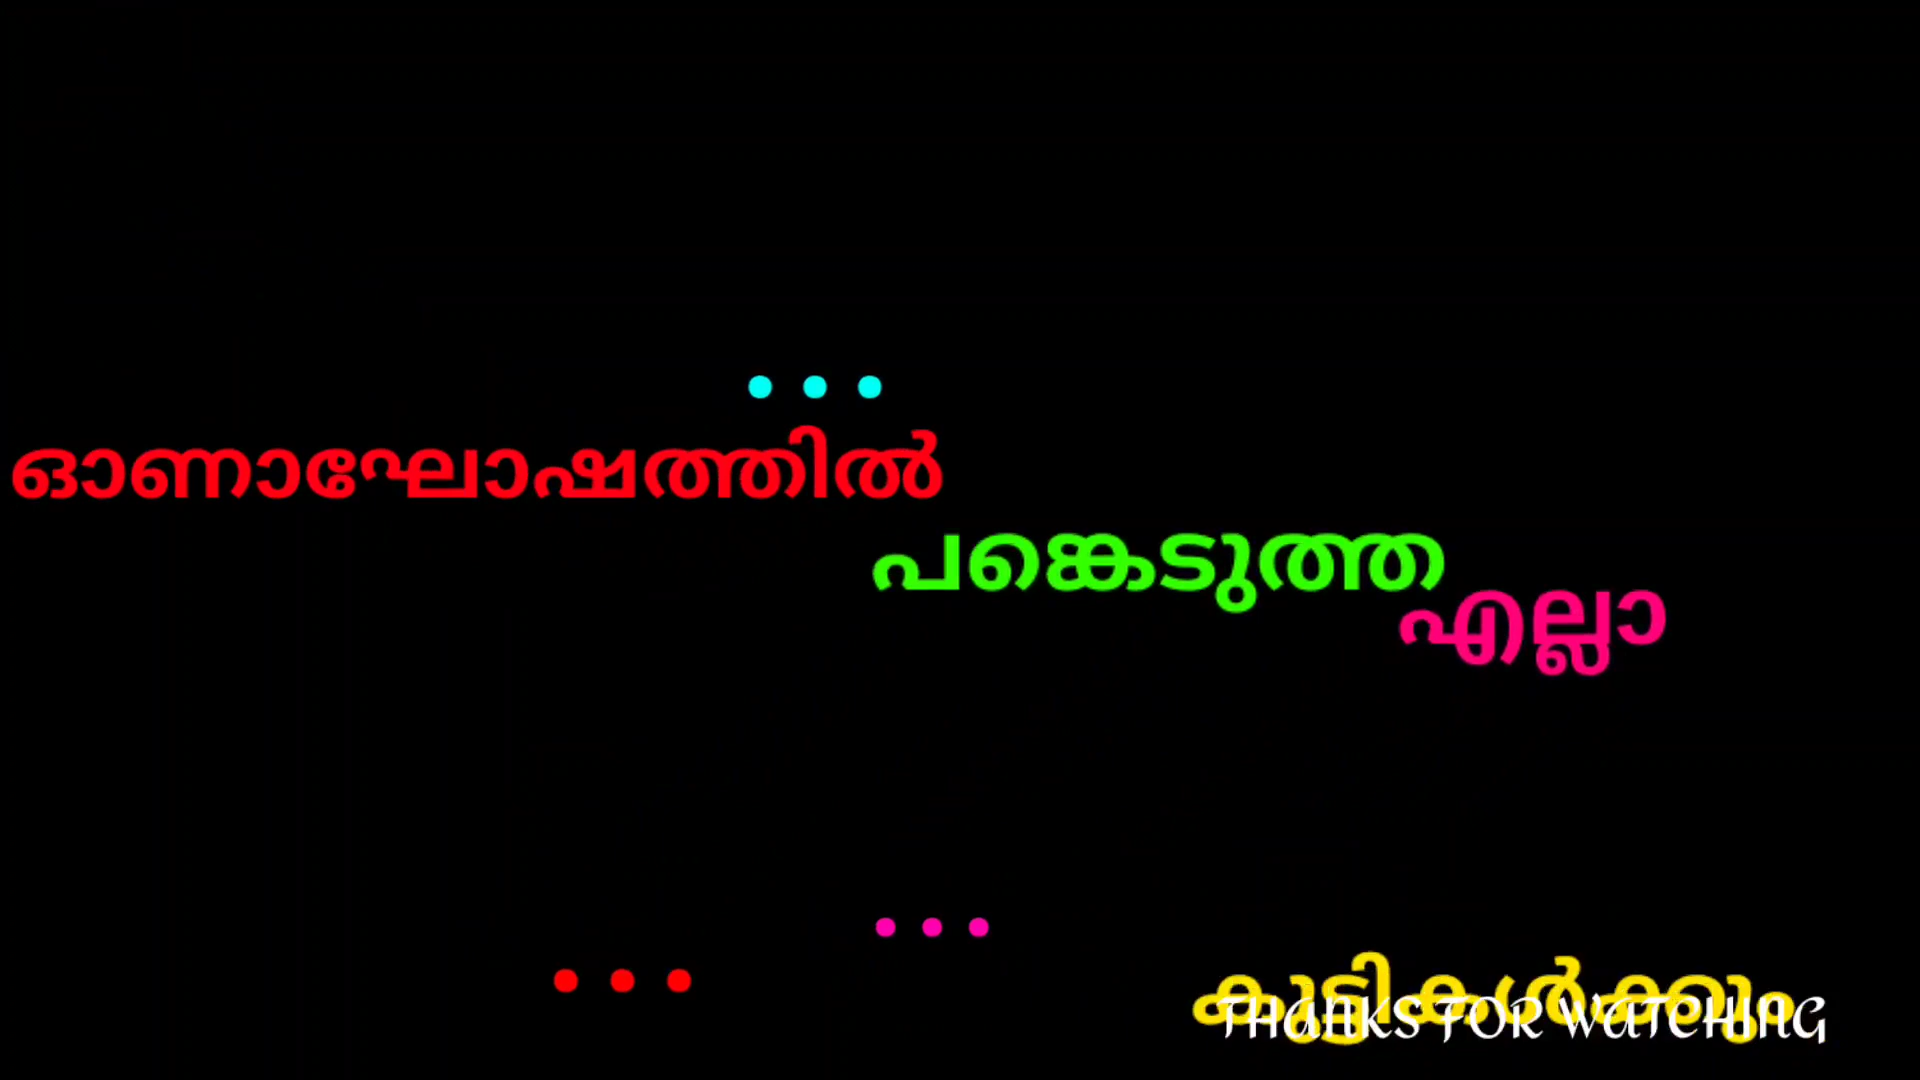 ...
ഓണാഘോഷത്തിൽ
പങ്കെടുത്ത
എല്ലാ
...
...
കുട്ടികൾക്കും
THANKS FOR WATCHING